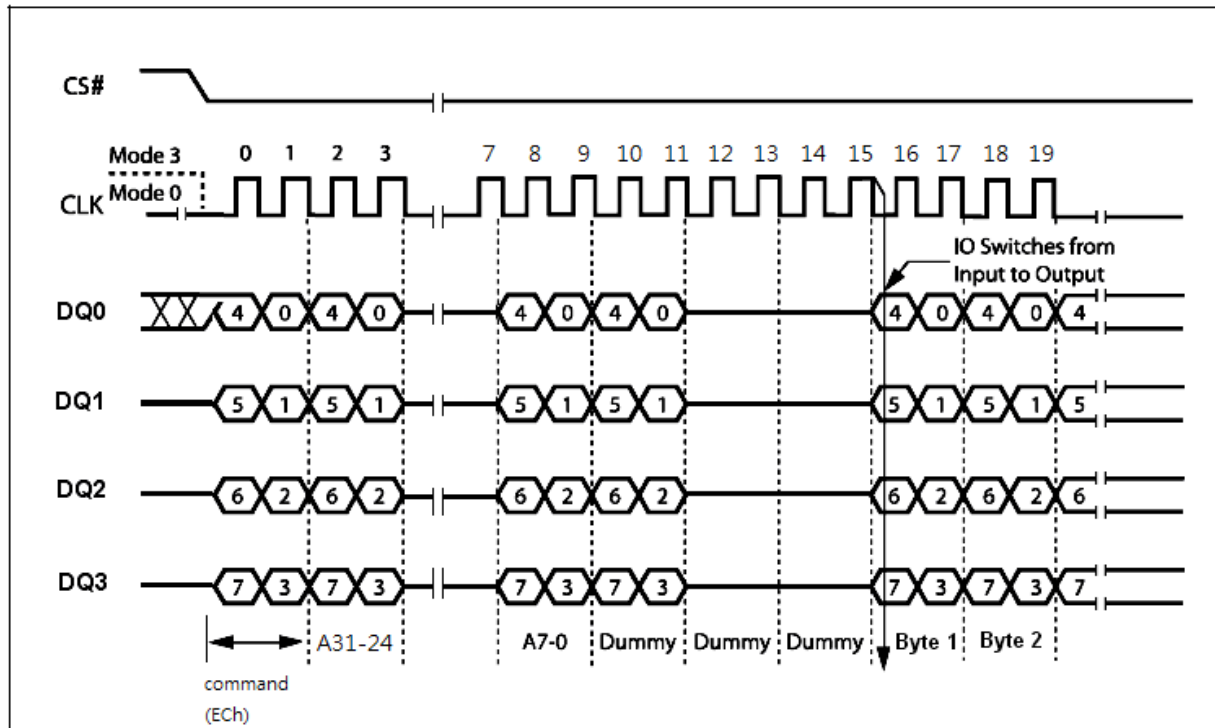 CS#
Mode 3
0 1 2 3 7 8 9 10 11 12 13 14 15 16 17 18 19
Mode 0
CLK
IO Switches from
Input to Output
DQ0 4 0 4 0 4 0 4 0 4 0 4 0 4
DQ1 5 1 5 1 5 1 5 1 5 1 5 1 5
DQ2 6 2 6 2 6 2 6 2 6 2 6 2 6
DQ3 7 3 7 3 7 3 7 3 7 3 7 3 7
A31-24 A7-0 Dummy Dummy Dummy Byte 1 Byte 2
command
(ECh)